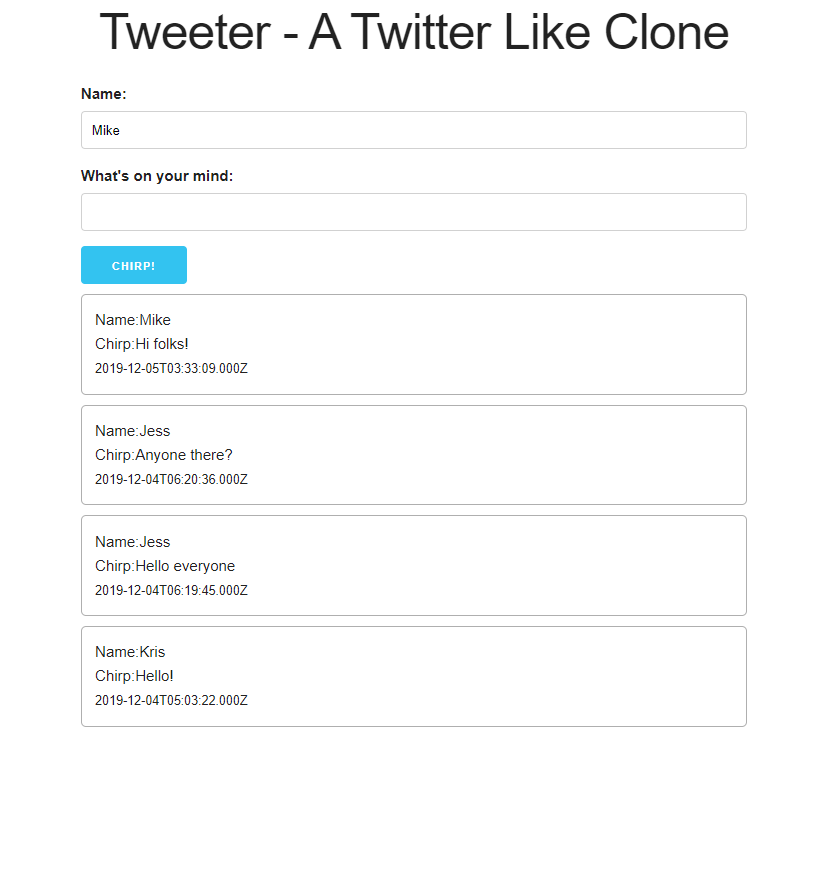 Tweeter - A Twitter Like Clone
Name:
Mike
What's on your mind:
CHIRP!
Name:Mike
Chirp:Hi folks!
2019-12-05T03:33:09.000Z
Name:Jess
Chirp:Anyone there?
2019-12-04T06:20:36.000Z
Name:Jess
Chirp:Hello everyone
2019-12-04T06:19:45.000Z
Name:Kris
Chirp:Hello!
2019-12-04T05:03:22.000Z